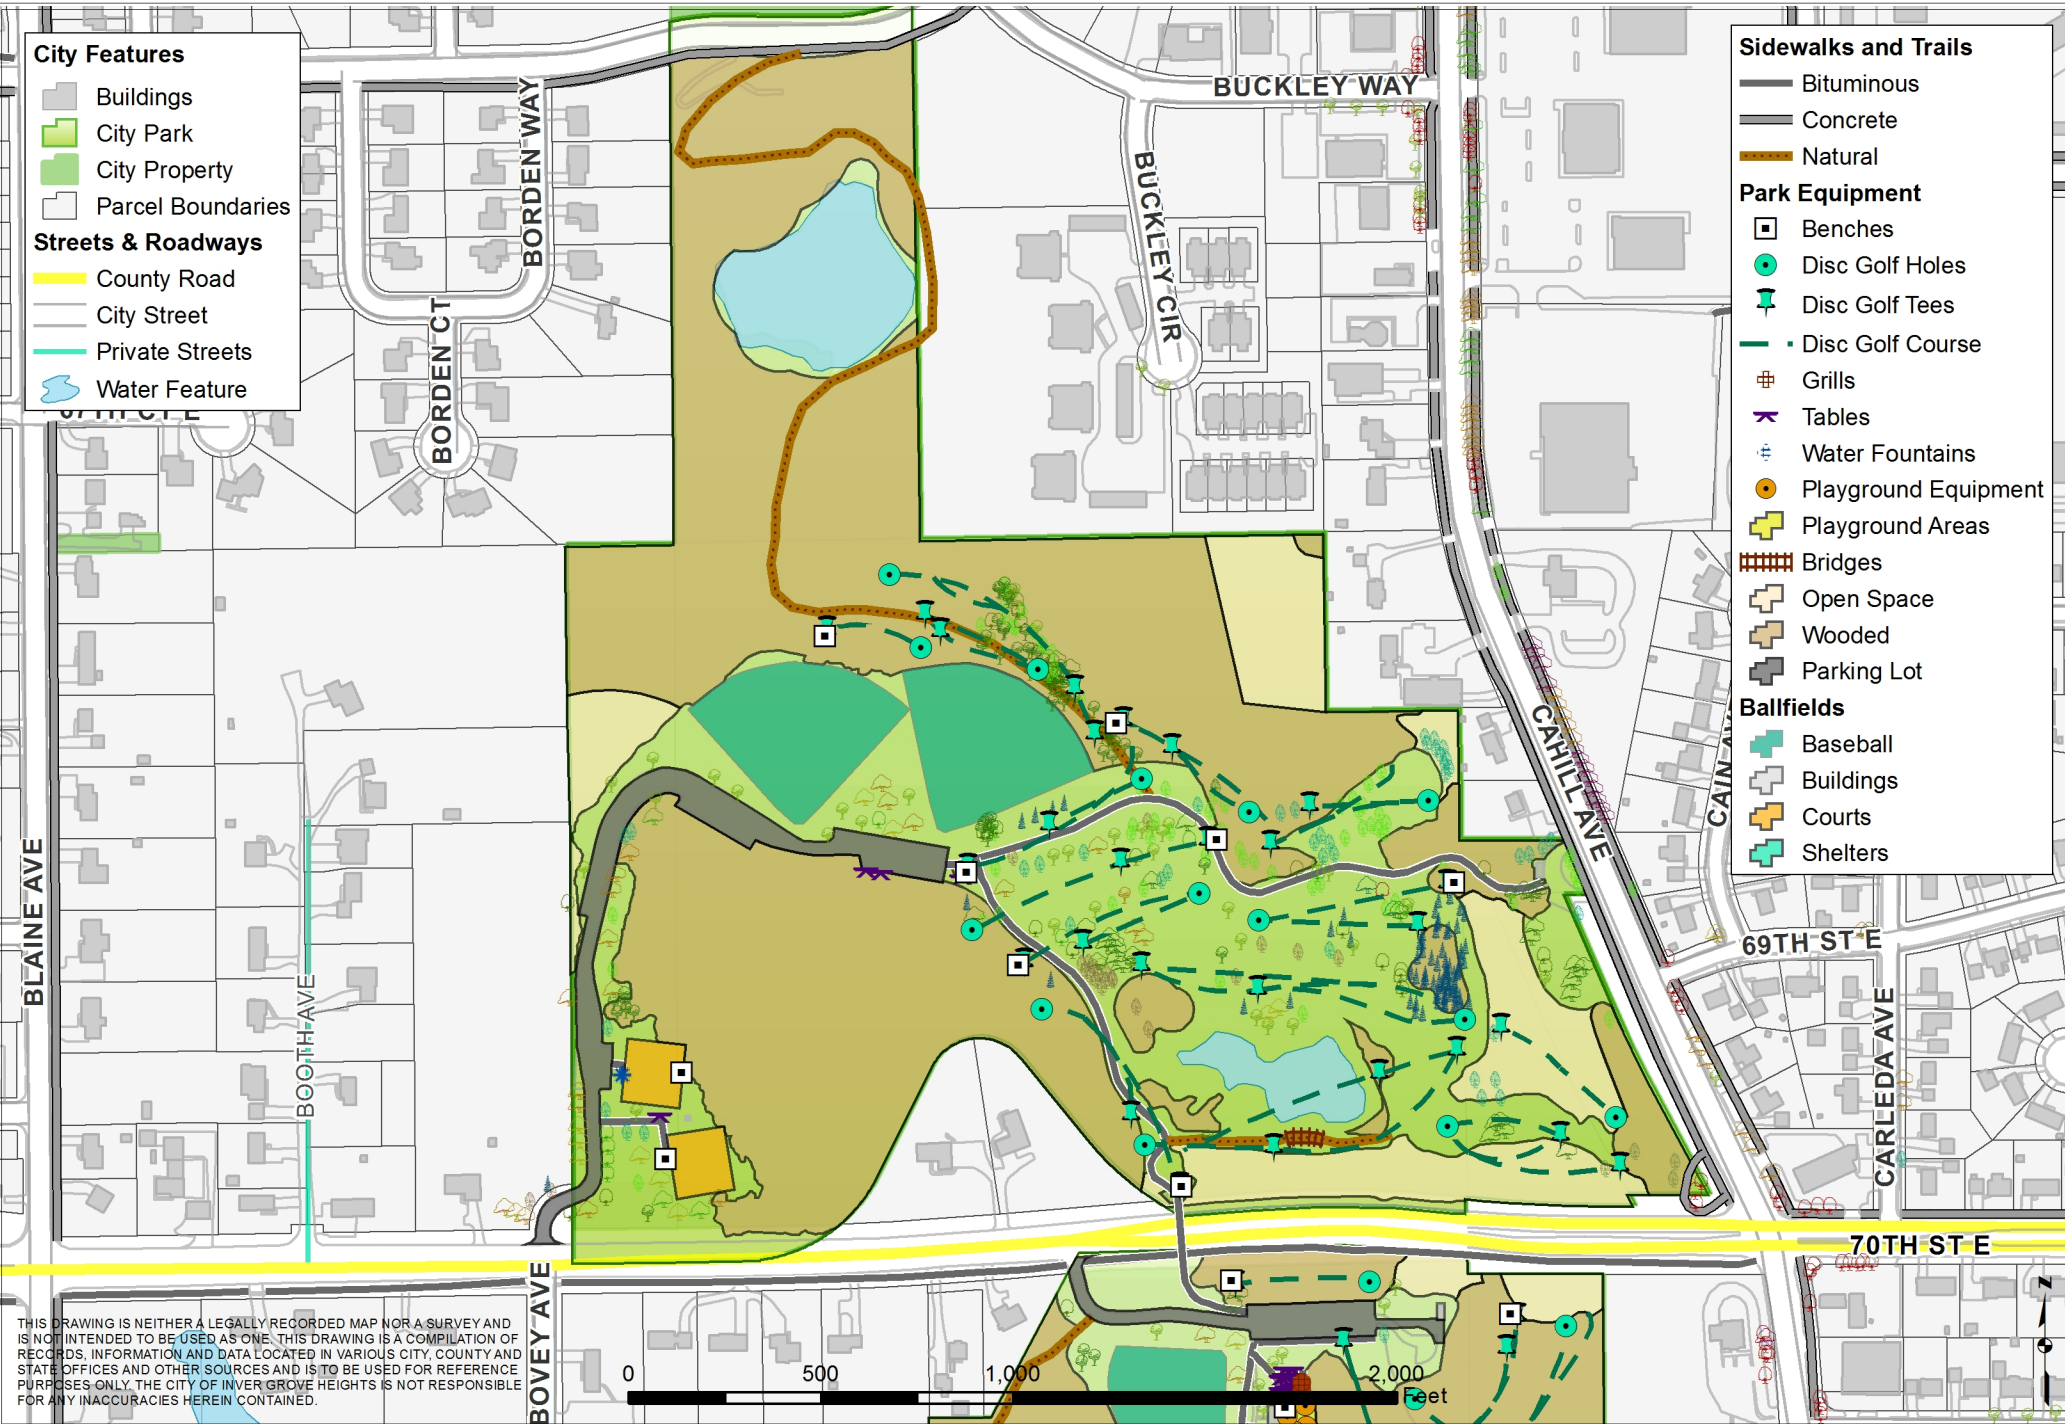 City Features
Buildings
City Park
City Property
Parcel Boundaries
Streets & Roadways
County Road
City Street
Private Streets
Water Feature
Sidewalks and Trails
Bituminous
Concrete
Natural
Park Equipment
Benches
Disc Golf Holes
Disc Golf Tees
Disc Golf Course
Grills
Tables
Water Fountains
Playground Equipment
Playground Areas
Bridges
Open Space
Wooded
Parking Lot
Ballfields
Baseball
Buildings
Courts
Shelters
BUCKLEY WAY
BORDEN WAY
BUCKLEY CIR
BORDEN CT
67TH CT E
CAHILL AVE
CAIN AVE
BLAINE AVE
69TH ST E
BOOTH AVE
CARLEDA AVE
70TH ST E
BOVEY AVE
THIS DRAWING IS NEITHER A LEGALLY RECORDED MAP NOR A SURVEY AND
IS NOT INTENDED TO BE USED AS ONE. THIS DRAWING IS A COMPILATION OF
RECORDS, INFORMATION AND DATA LOCATED IN VARIOUS CITY, COUNTY AND
STATE OFFICES AND OTHER SOURCES AND IS TO BE USED FOR REFERENCE
PURPOSES ONLY. THE CITY OF INVER GROVE HEIGHTS IS NOT RESPONSIBLE
FOR ANY INACCURACIES HEREIN CONTAINED.
0 500 1,000 2,000
Feet
N